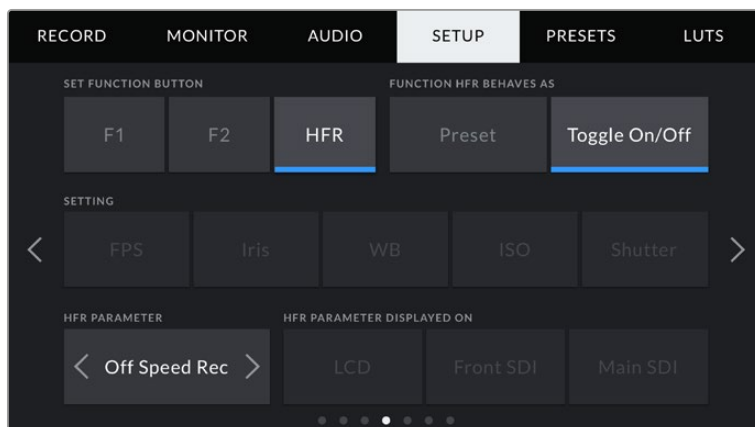 RECORD MONITOR AUDIO SETUP PRESETS LUTS
SET FUNCTION BUTTON FUNCTION HFR BEHAVES AS
F1 F2 HFR Preset Toggle On/Off
SETTING
FPS Iris WB ISO Shutter
HFR PARAMETER HFR PARAMETER DISPLAYED ON
Off Speed Rec LCD Front SDI Main SDI